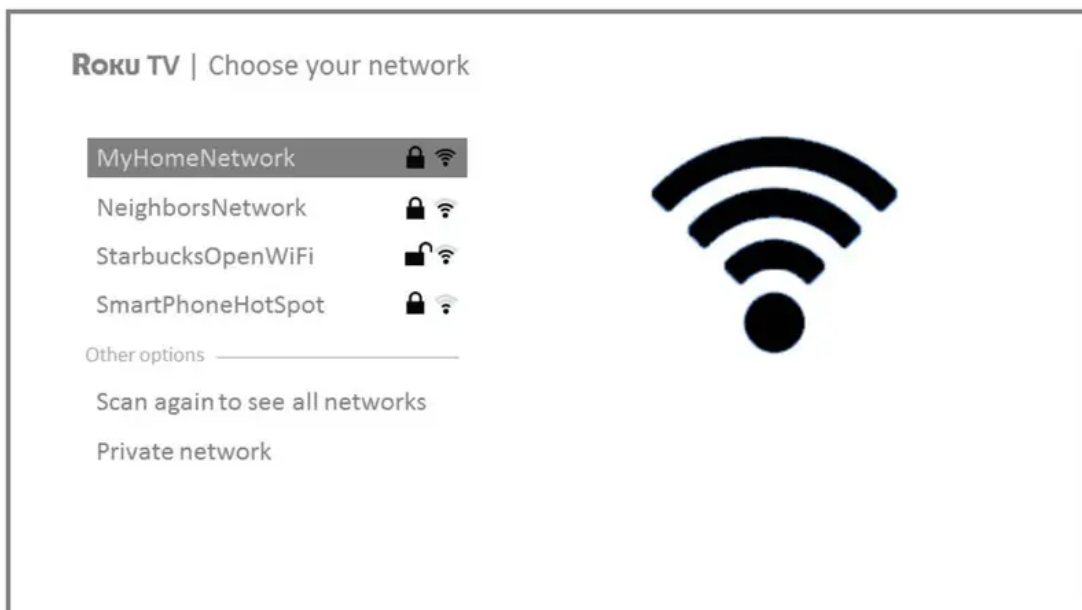 Roku TV | Choose your network
MyHomeNetwork
NeighborsNetwork
StarbucksOpenWiFi
SmartPhoneHotSpot
Other options
Scan again to see all networks
Private network